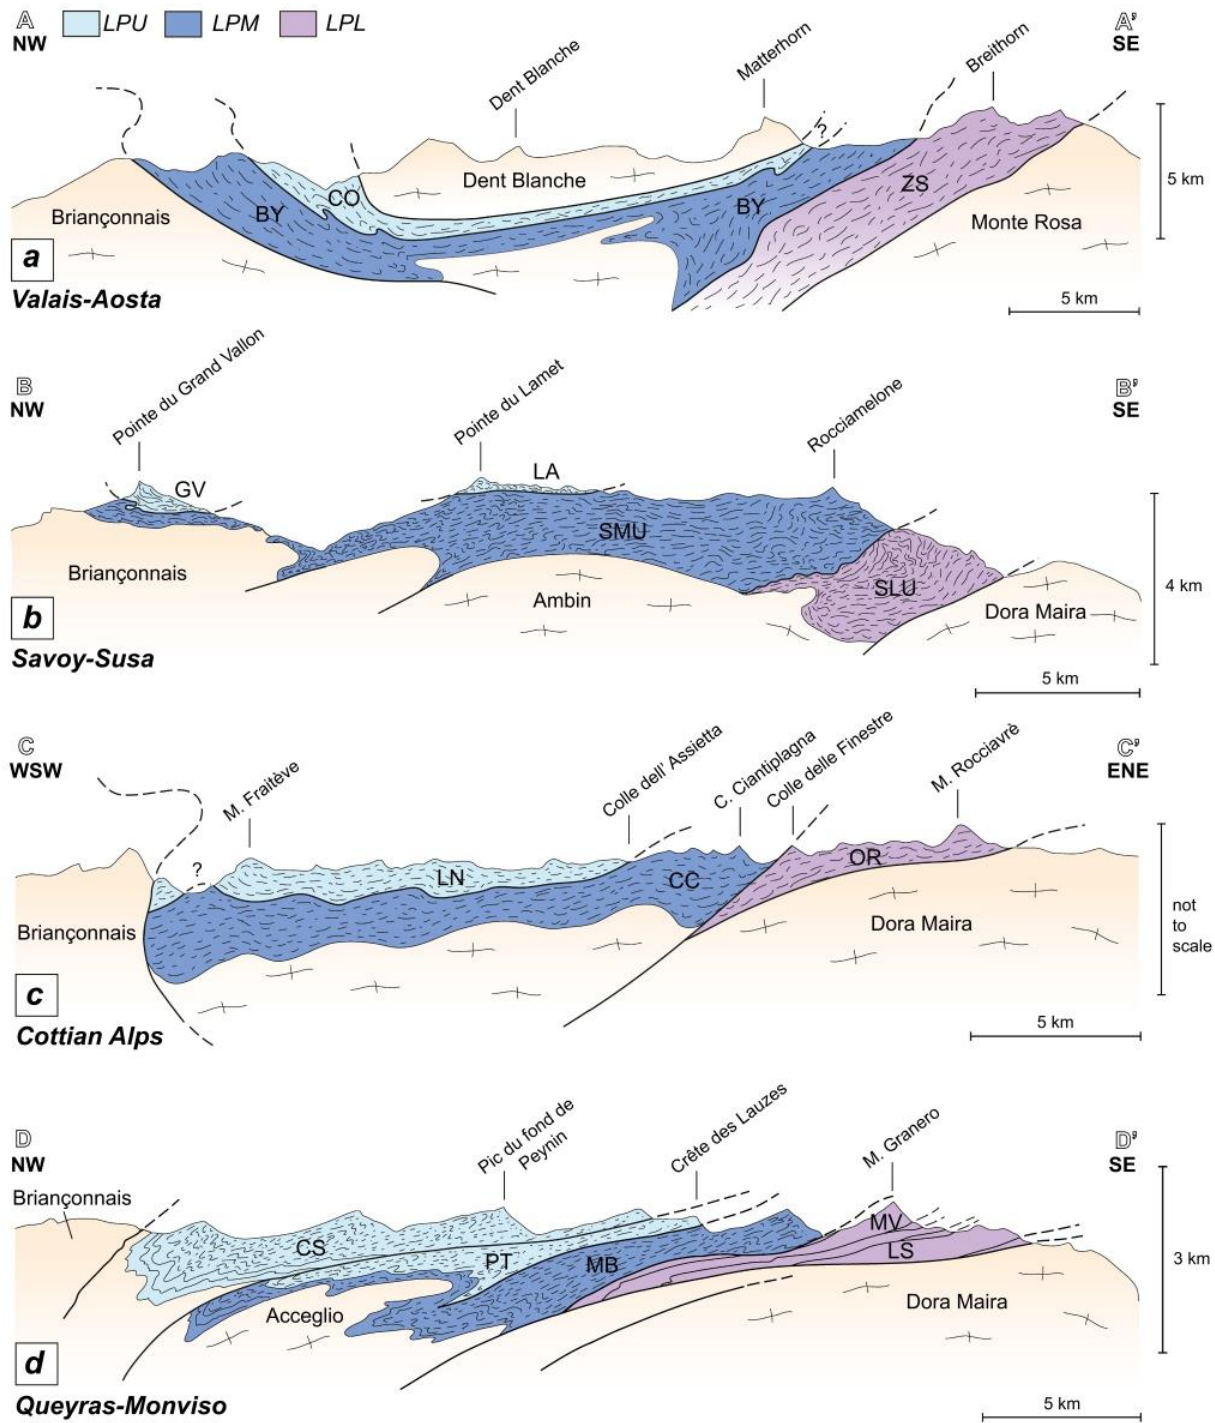 A
NW
LPU
LPM
LPL
A'
SE
Dent Blanche
Matterhorn
Breithorn
?
Dent Blanche
CO
BY
BY
ZS
Briançonnais
Monte Rosa
5 km
a
5 km
Valais-Aosta
B
NW
B'
SE
Pointe du Grand Vallon
Pointe du Lamet
Rocciamelone
GV
LA
SMU
Briançonnais
SLU
Ambin
Dora Maira
4 km
b
Savoy-Susa
5 km
C
WSW
C'
ENE
M. Fraitève
Colle dell' Assietta
C. Ciantiplagna
Colle delle Finestre
M. Rocciavrè
?
LN
CC
OR
Briançonnais
Dora Maira
not
to
scale
c
Cottian Alps
5 km
D
NW
D'
SE
Briançonnais
Pic du fond de
Peynin
Crête des Lauzes
M. Granero
CS
PT
MB
MV
LS
3 km
Acceglio
Dora Maira
d
Queyras-Monviso
5 km